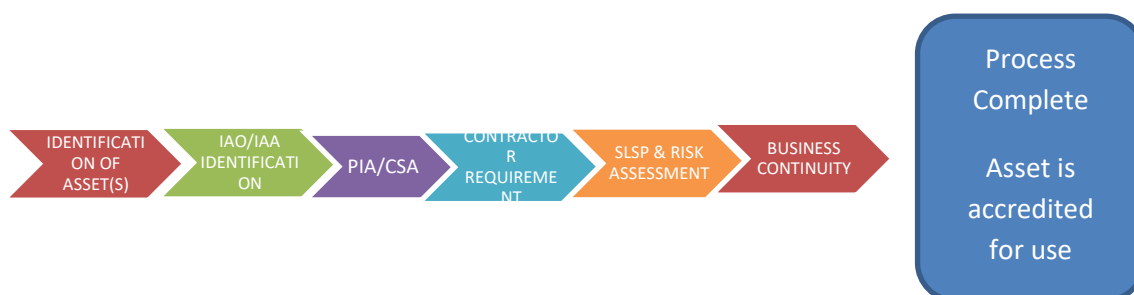 IDENTIFICATI
ON OF
ASSET(S)
IAO/IAA
IDENTIFICATI
ON
PIA/CSA
CONTRACTO
R
REQUIREME
NT
SLSP & RISK
ASSESSMENT
BUSINESS
CONTINUITY
Process
Complete
Asset is
accredited
for use